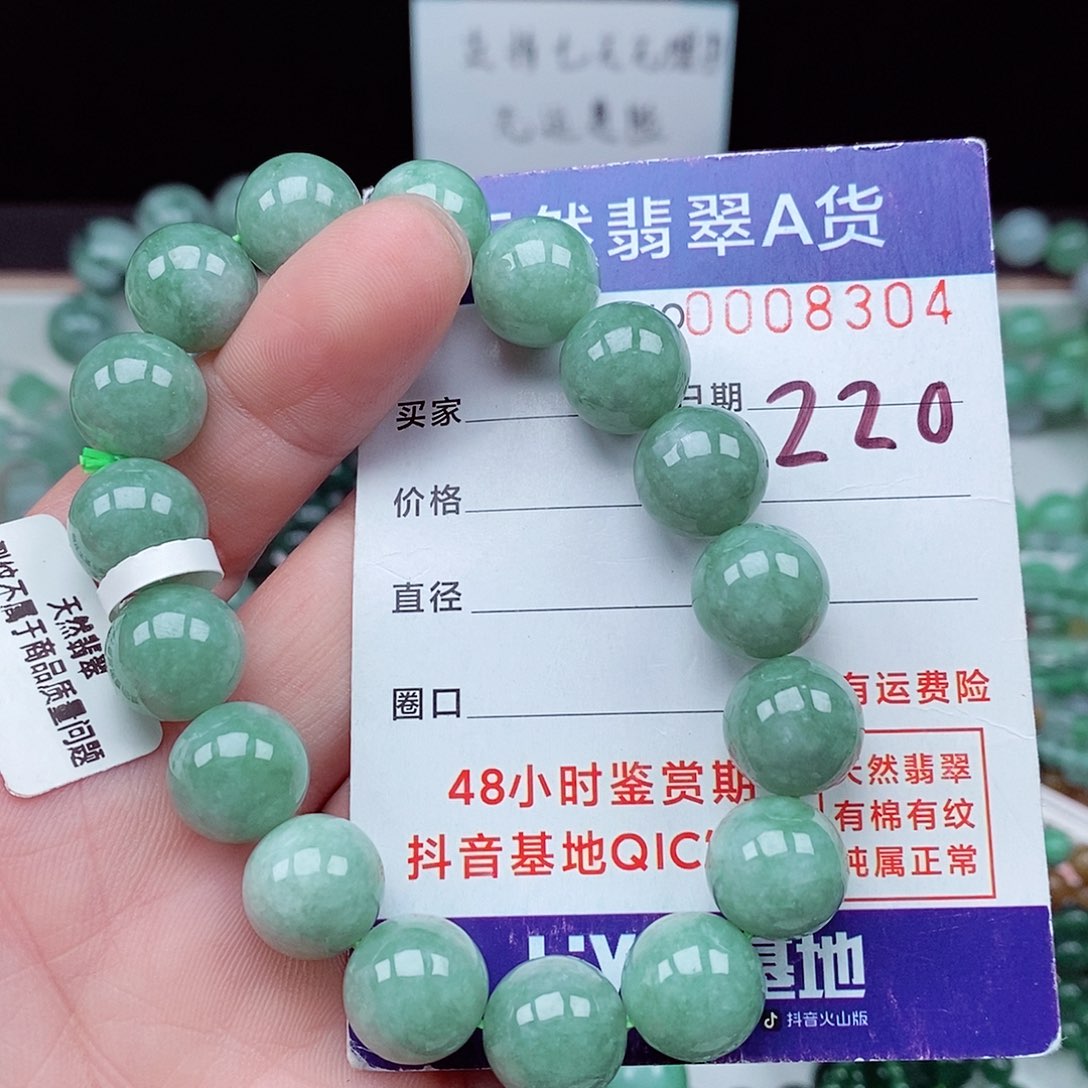 然翡翠A货
0008304
买家
日期
220
价格
直径
圈口
有运费险
48小时鉴赏期
抖音基地QIC
天然翡翠
有棉有纹
纯属正常
基地
抖音火山版
天然翡翠
不属于商品质量问题